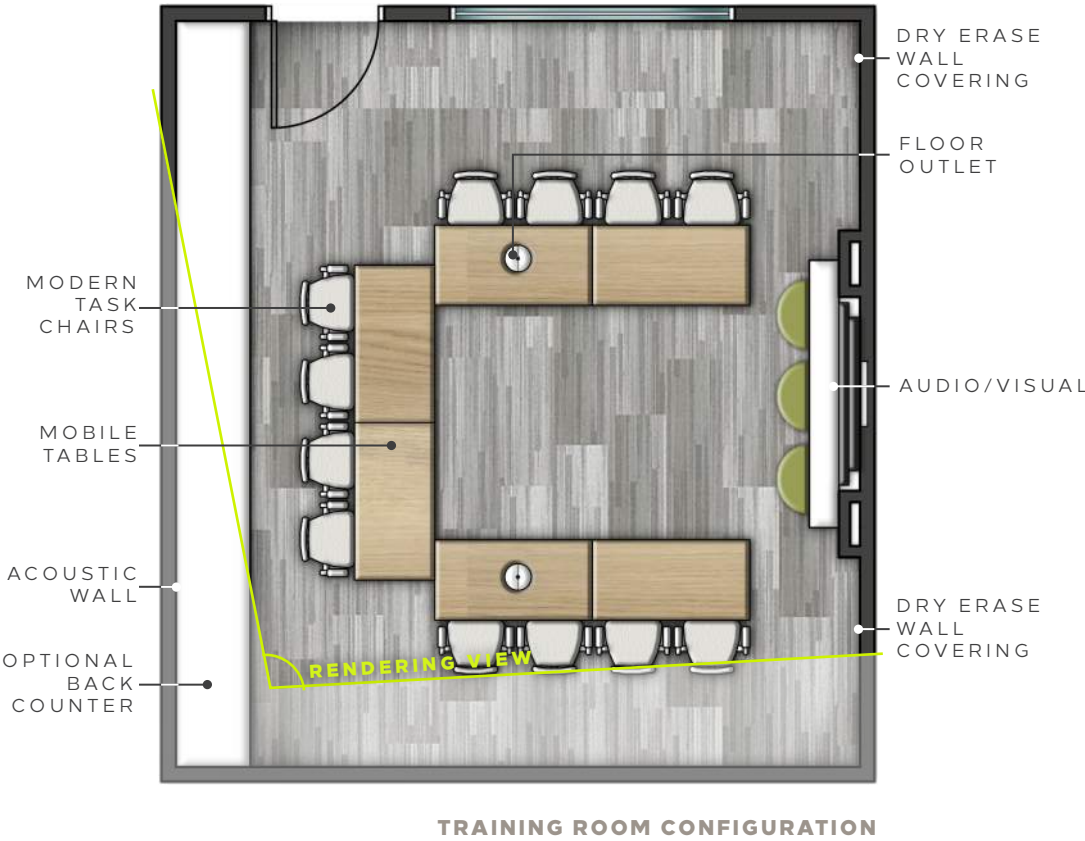 DRY ERASE
WALL
COVERING
FLOOR
OUTLET
MODERN
TASK
CHAIRS
AUDIO/VISUAL
MOBILE
TABLES
ACOUSTIC
WALL
DRY ERASE
WALL
COVERING
OPTIONAL
BACK
COUNTER
RENDERING VIEW
TRAINING ROOM CONFIGURATION